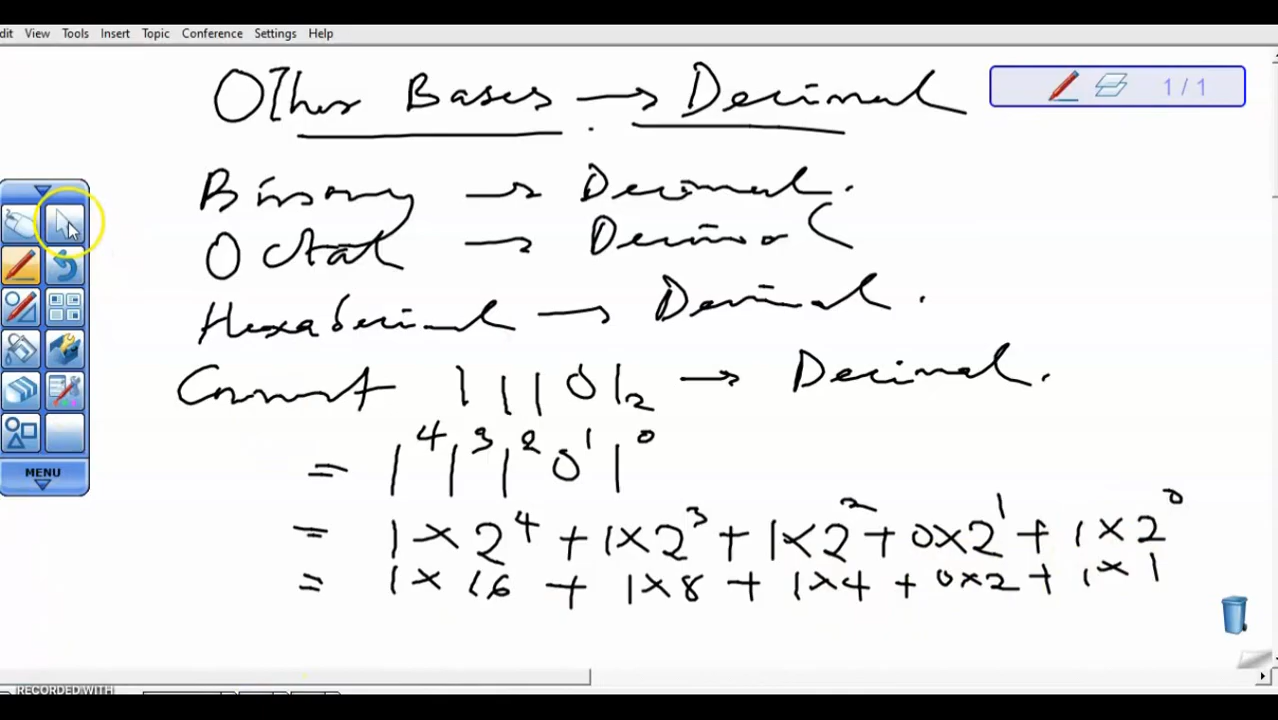 dit View Tools Insert Topic Conference Settings Help
Other Bases → Decimal
1 / 1
Binary → Decimal.
Octal → Decimal
Hexadecimal → Decimal.
Convert 11101₂ → Decimal.
= 1⁴1³1²0¹1⁰
= 1×2⁴ + 1×2³ + 1×2² + 0×2¹ + 1×2⁰
= 1×16 + 1×8 + 1×4 + 0×2 + 1×1
MENU
RECORDED WITH